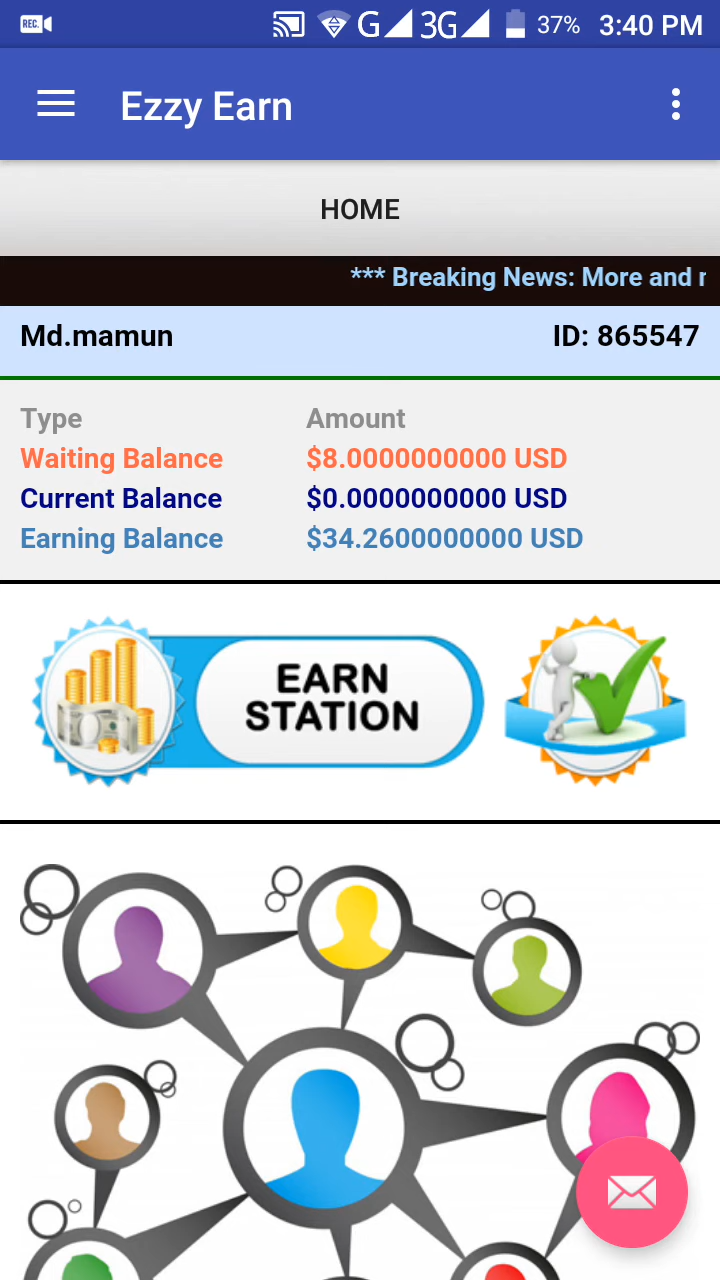 REC.
G 3G 37% 3:40 PM
Ezzy Earn
HOME
*** Breaking News: More and
Md.mamun ID: 865547
Type Amount
Waiting Balance $8.0000000000 USD
Current Balance $0.0000000000 USD
Earning Balance $34.2600000000 USD
EARN
STATION